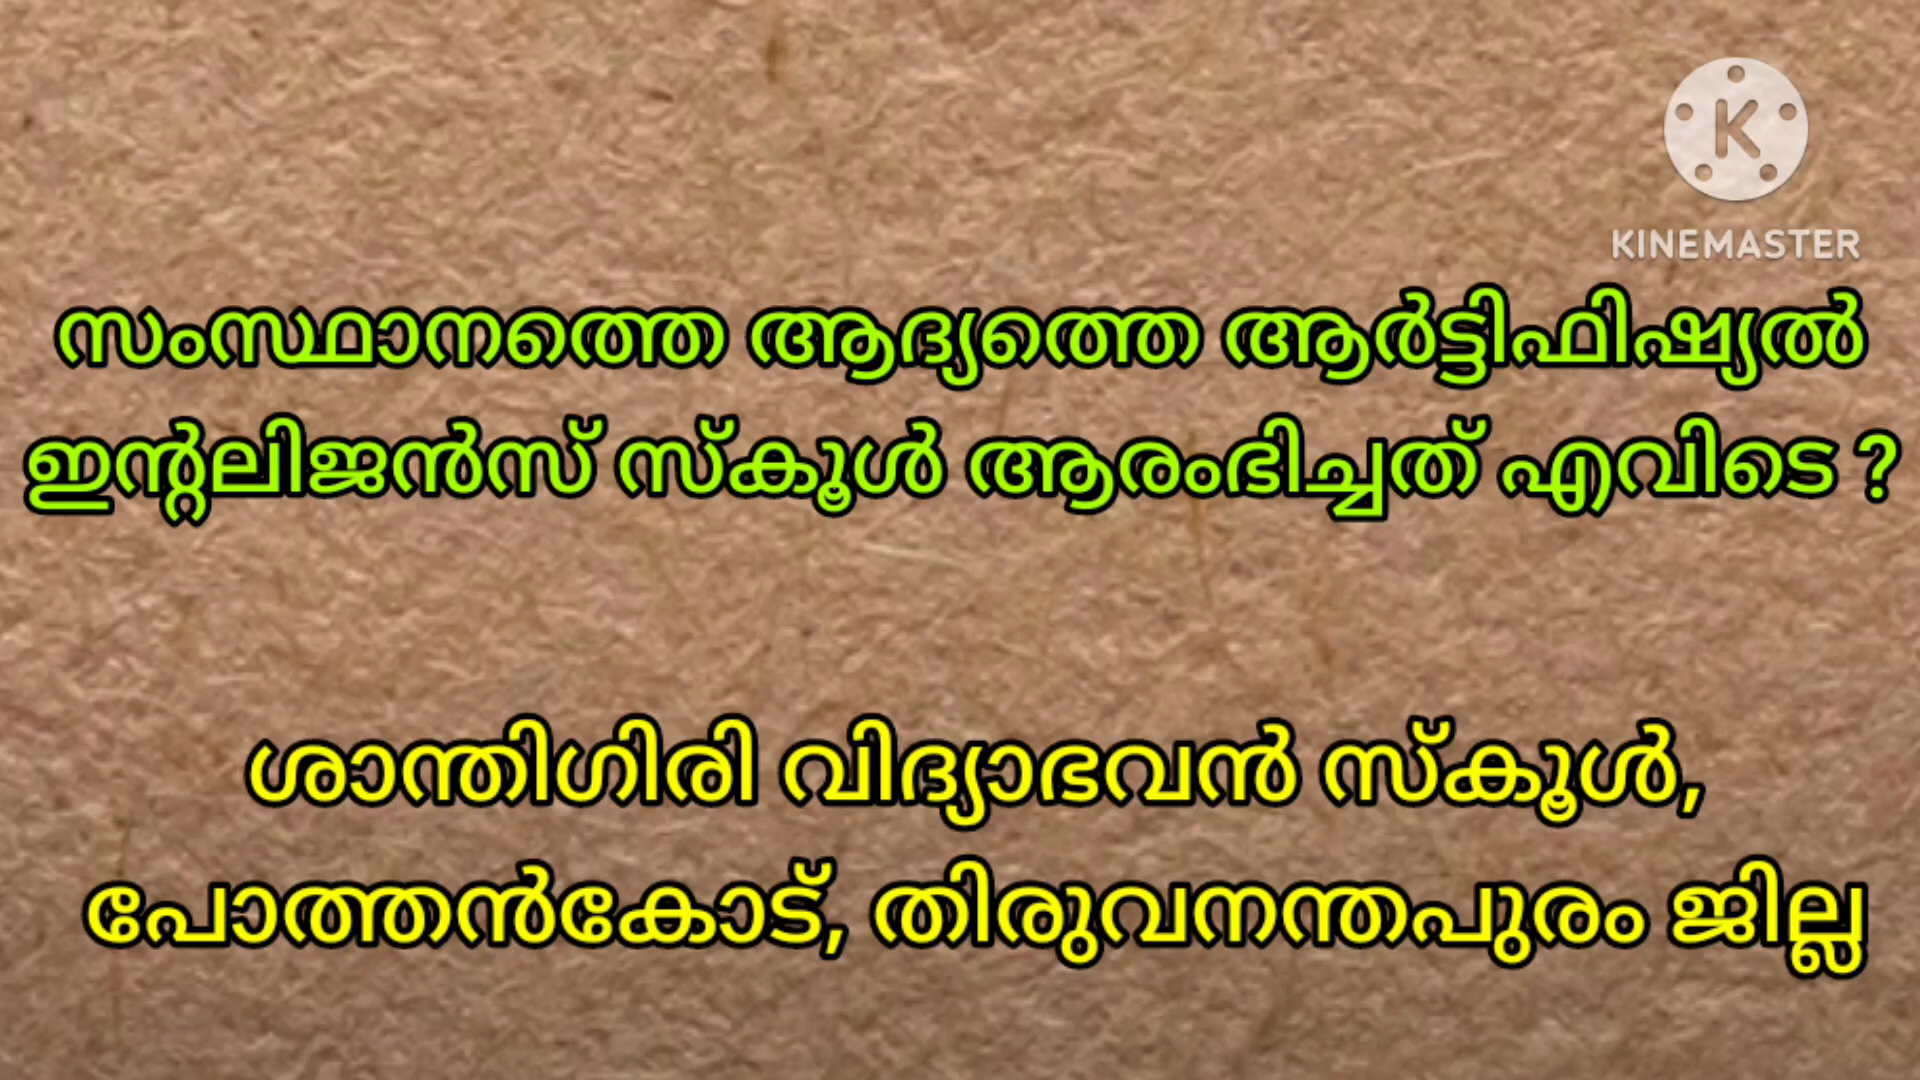 KINEMASTER
സംസ്ഥാനത്തെ ആദ്യത്തെ ആർട്ടിഫിഷ്യൽ
ഇന്റലിജൻസ് സ്കൂൾ ആരംഭിച്ചത് എവിടെ ?
ശാന്തിഗിരി വിദ്യാഭവൻ സ്കൂൾ,
പോത്തൻകോട്, തിരുവനന്തപുരം ജില്ല